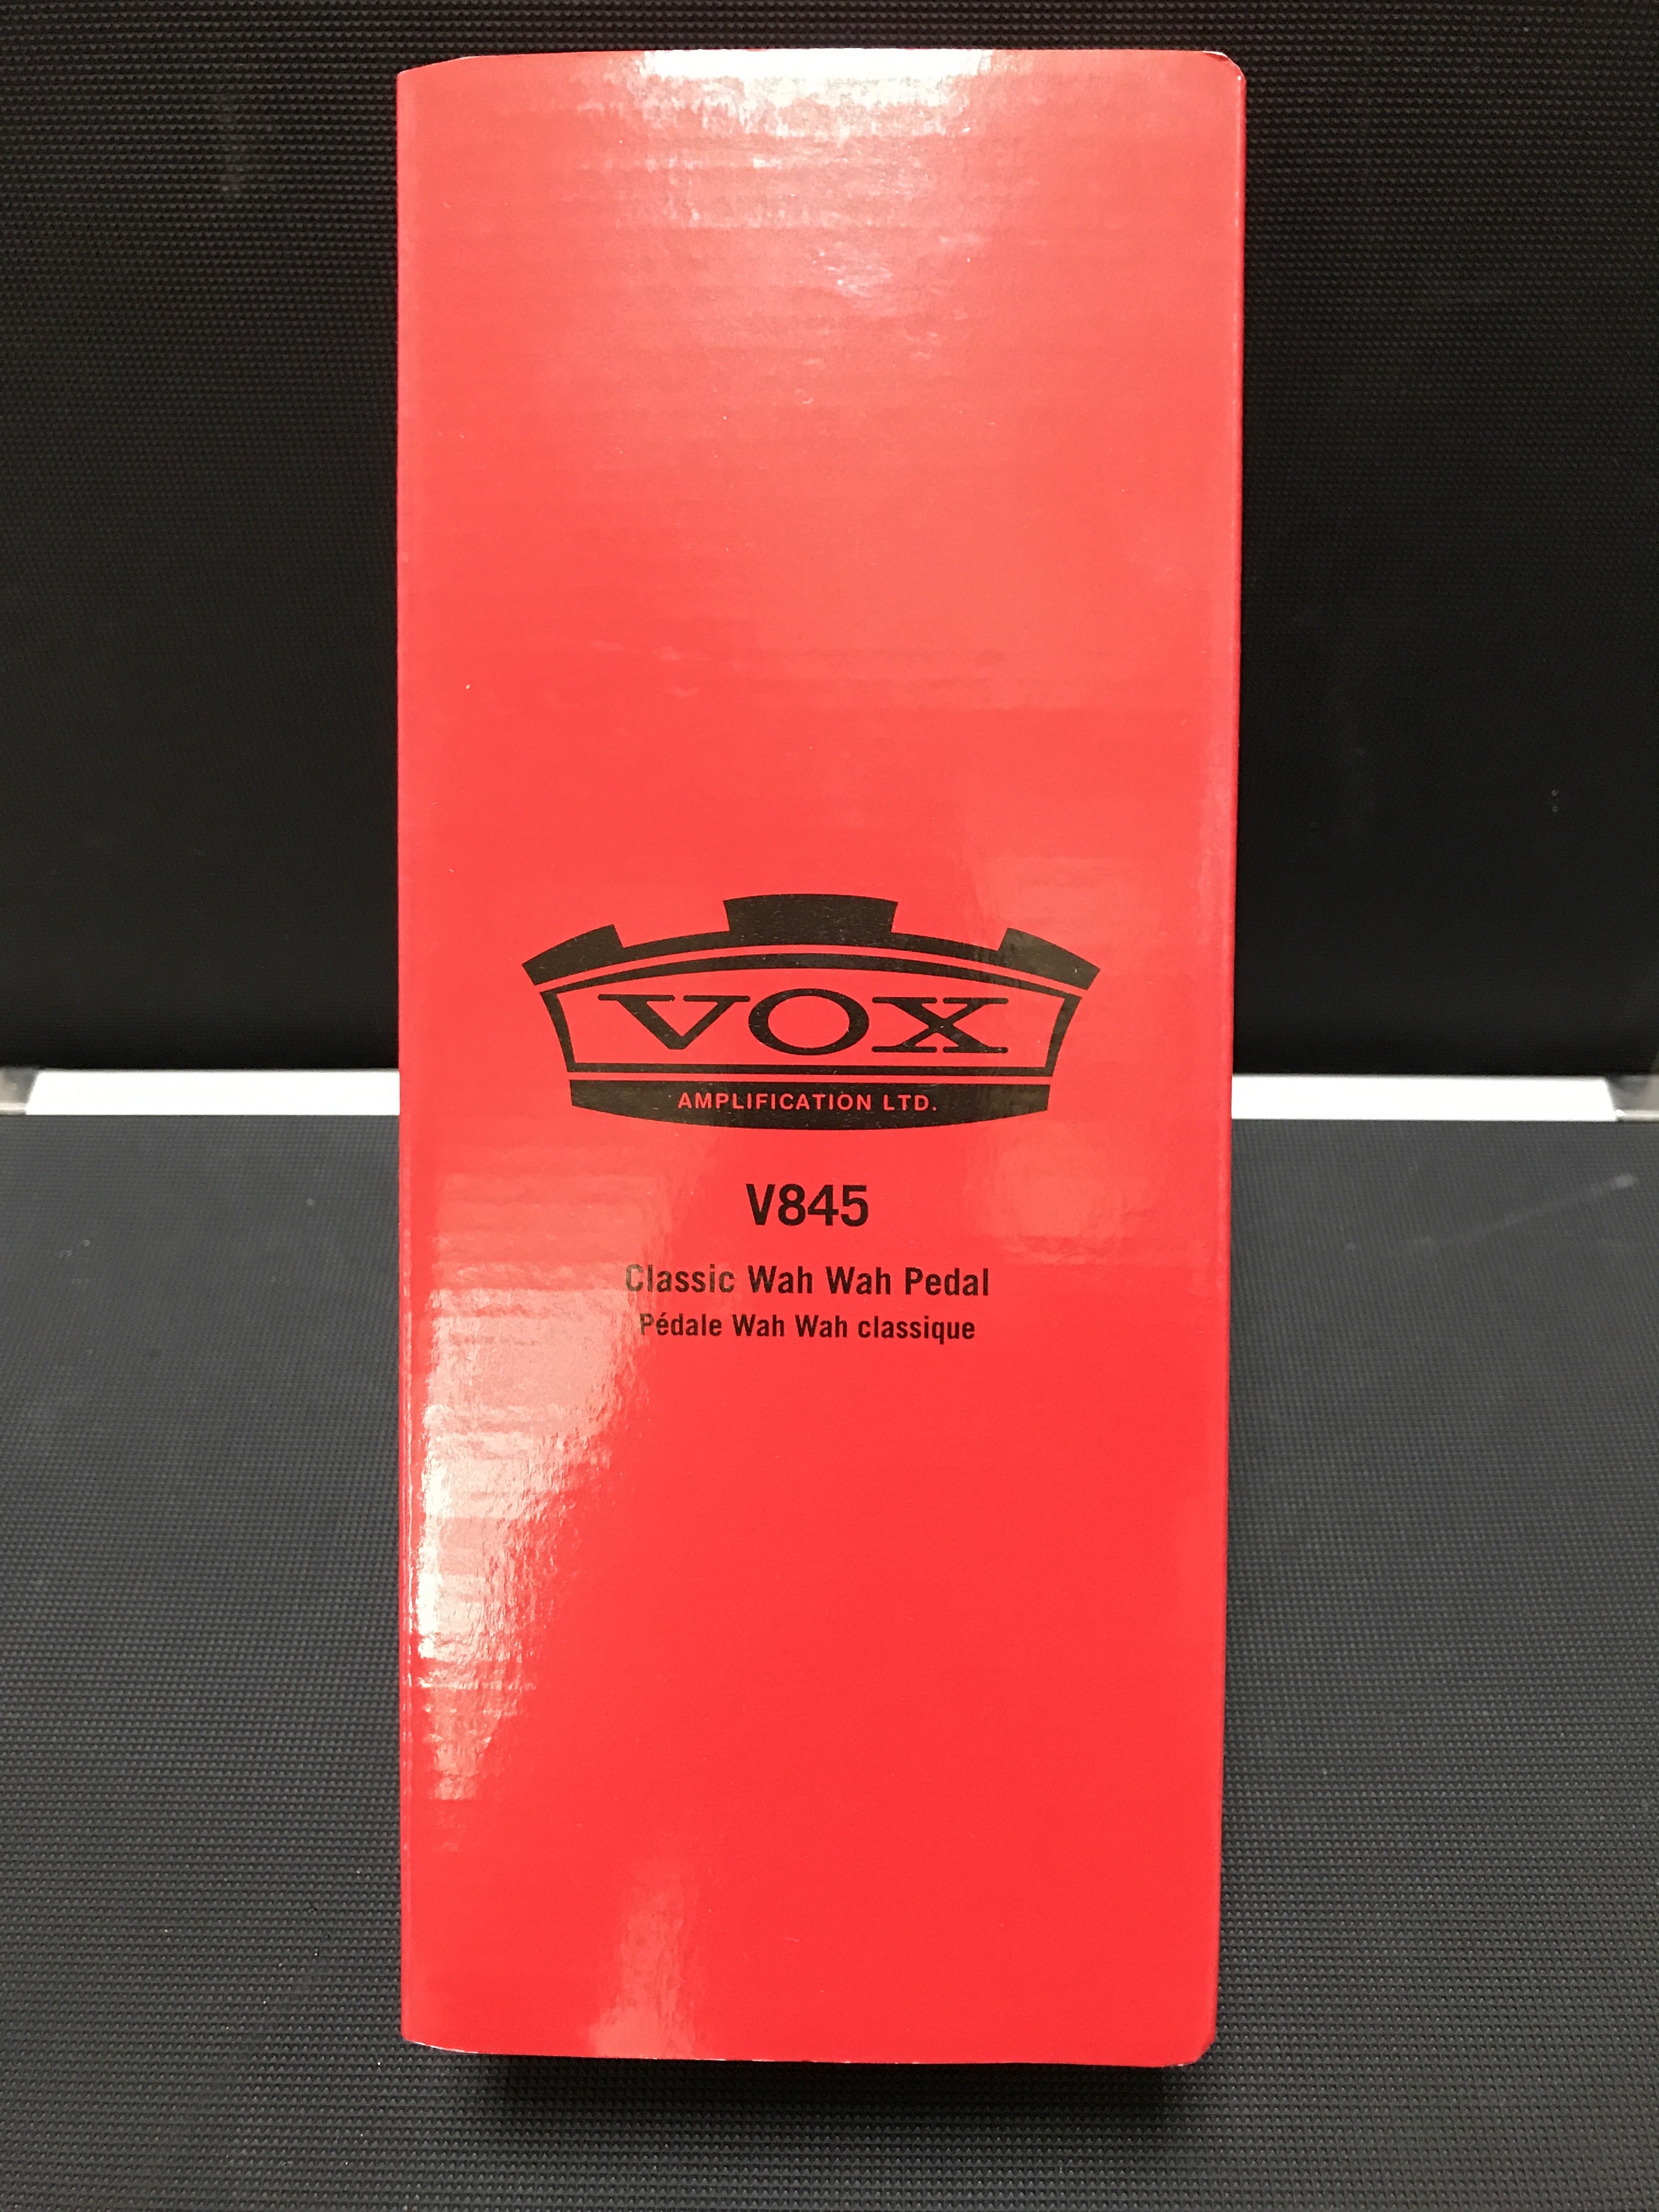 VOX
AMPLIFICATION LTD.
V845
Classic Wah Wah Pedal
Pédale Wah Wah classique